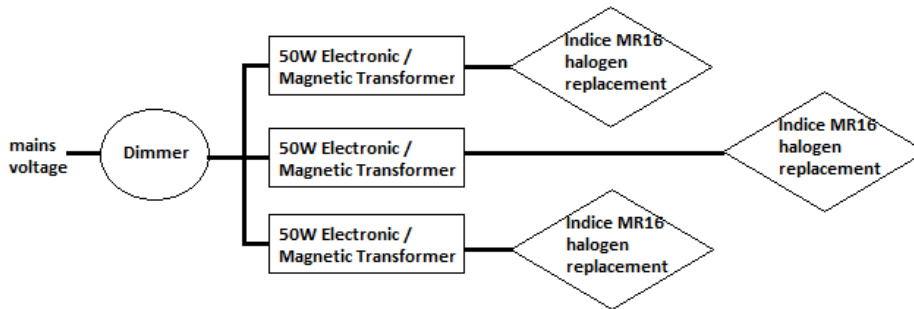 mains
voltage
Dimmer
50W Electronic /
Magnetic Transformer
Indice MR16
halogen
replacement
50W Electronic /
Magnetic Transformer
Indice MR16
halogen
replacement
50W Electronic /
Magnetic Transformer
Indice MR16
halogen
replacement